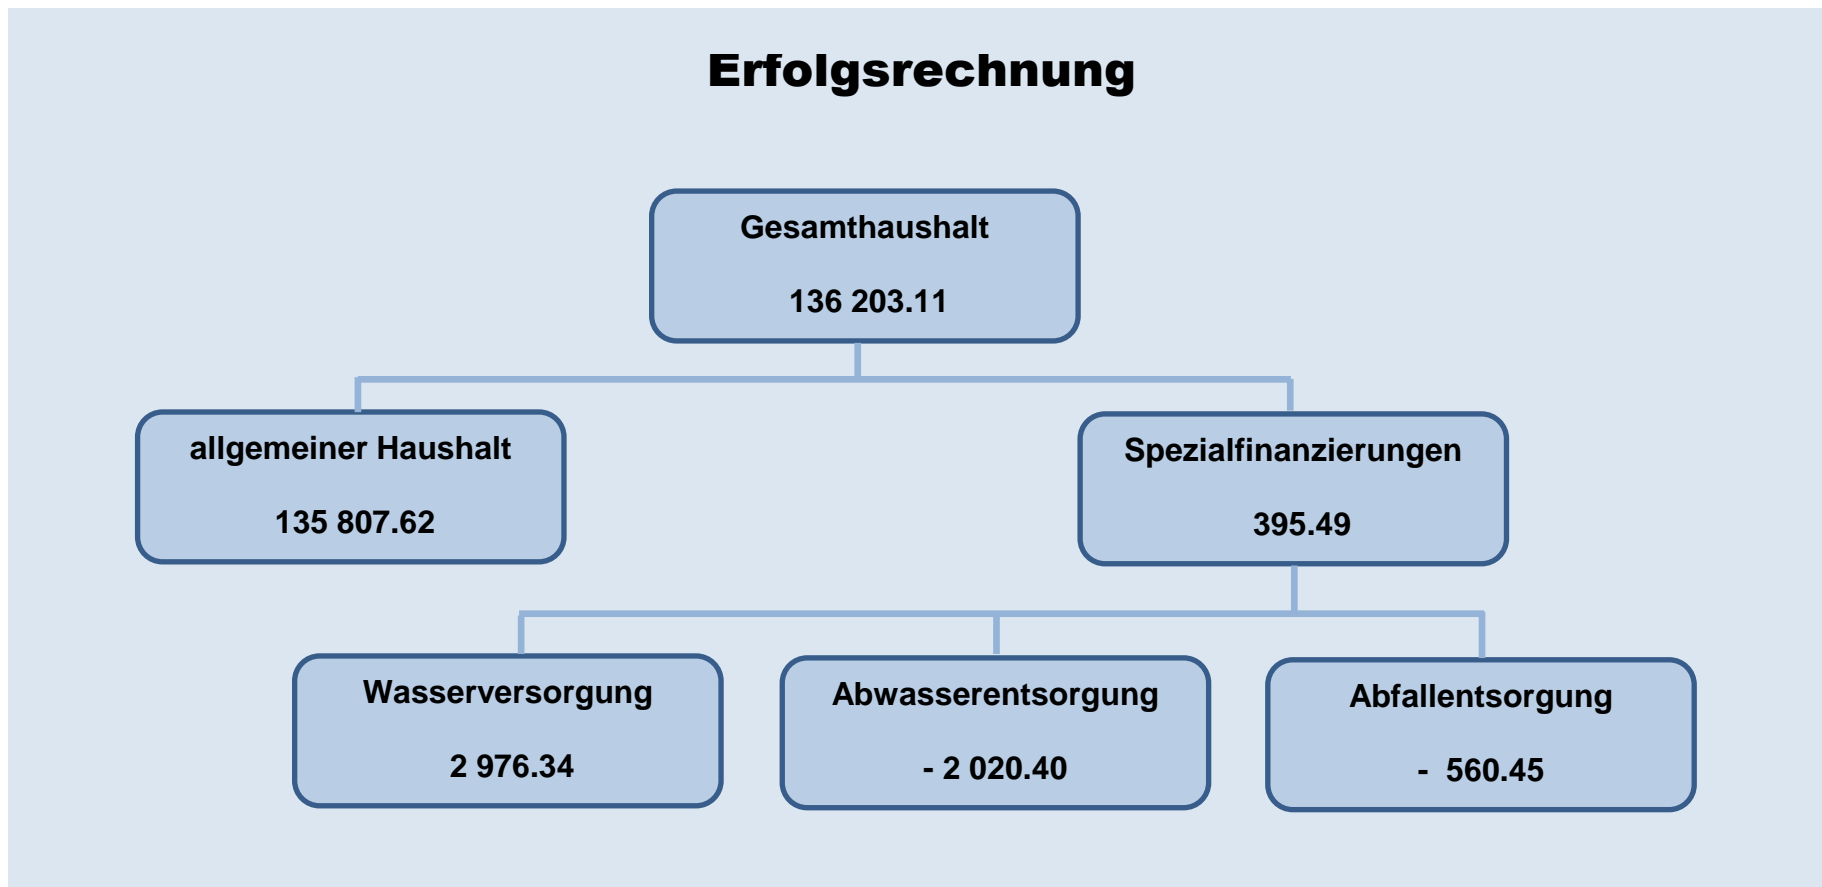 Erfolgsrechnung
Gesamthaushalt
136 203.11
allgemeiner Haushalt
135 807.62
Spezialfinanzierungen
395.49
Wasserversorgung
2 976.34
Abwasserentsorgung
- 2 020.40
Abfallentsorgung
-  560.45